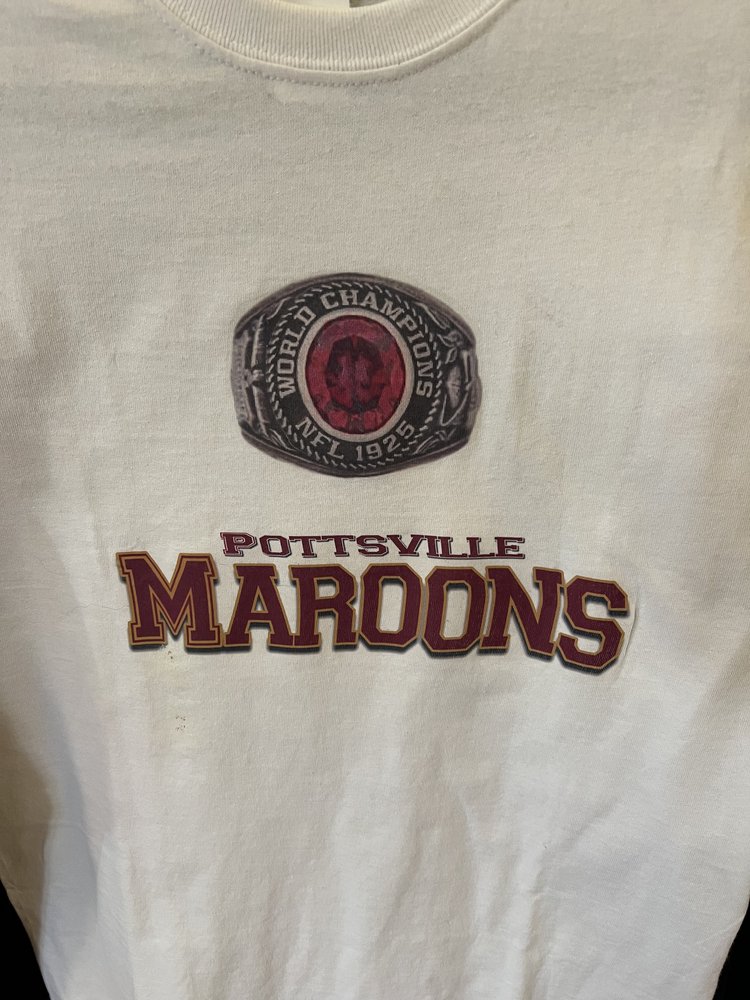 WORLD CHAMPIONS
NFL 1925
POTTSVILLE
MAROONS